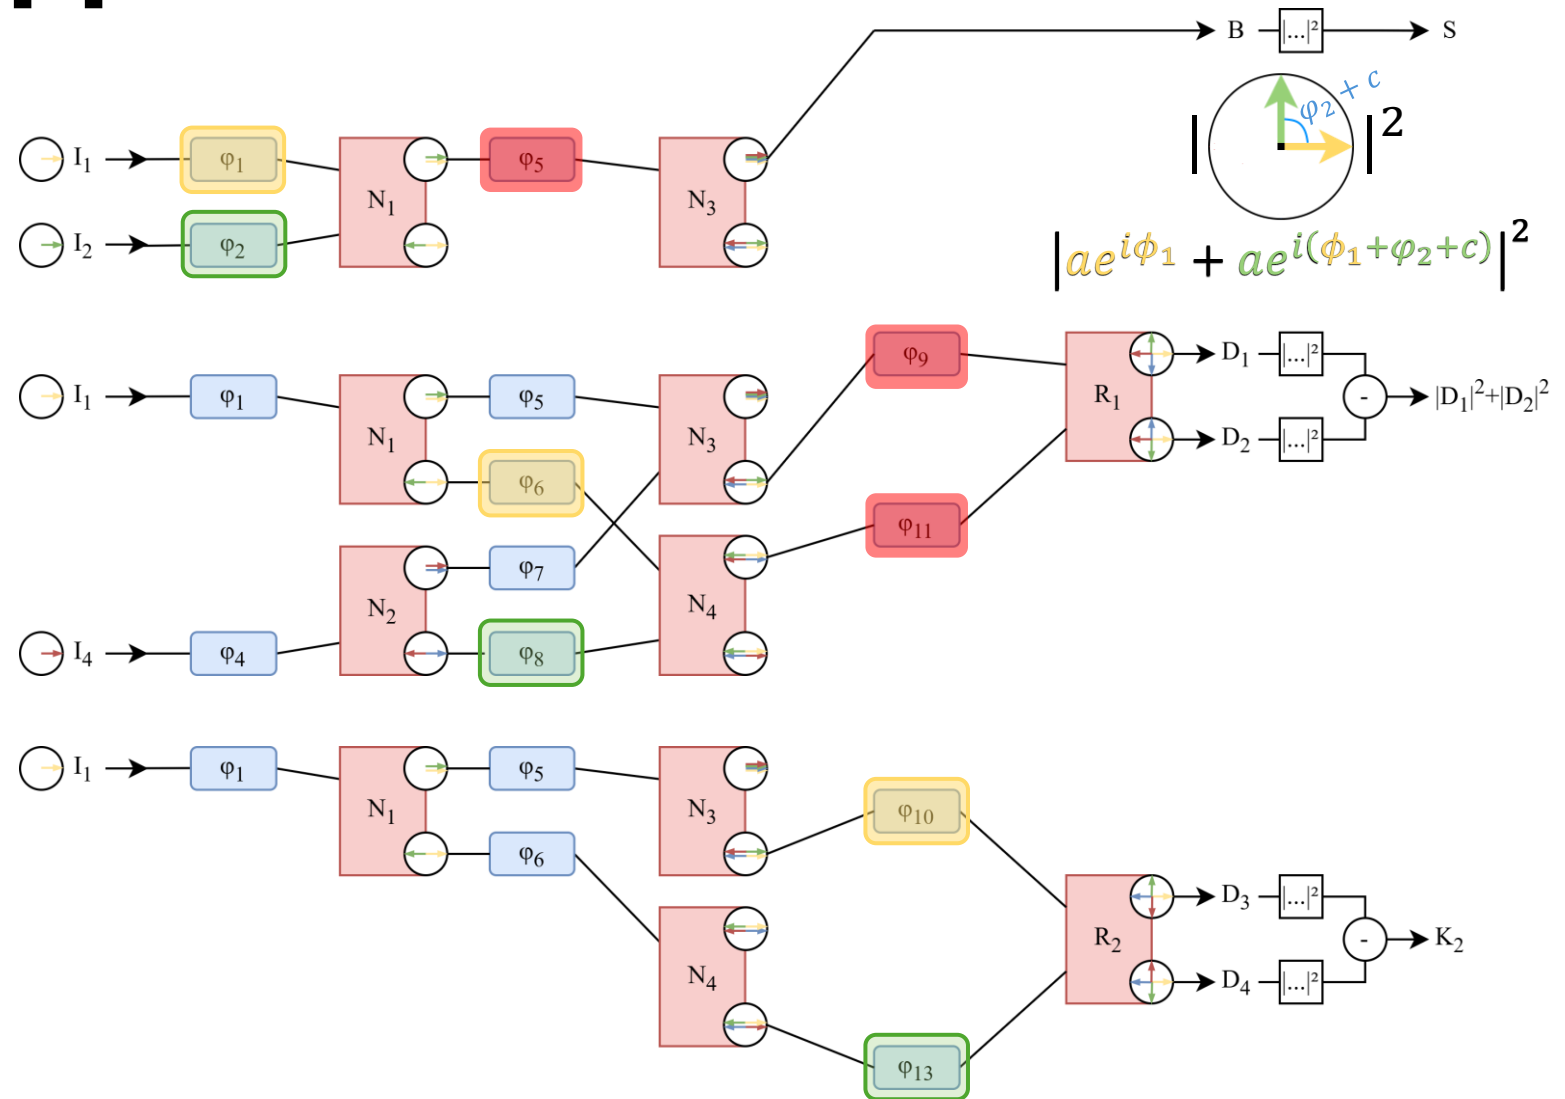 B |...|² S
φ₂ + c
| |²
I₁ φ₁ N₁ φ₅ N₃
I₂ φ₂
|aeⁱᵠ¹ + aeⁱ⁽ᵠ¹⁺ᵠ²⁺ᶜ⁾|²
φ₉ D₁ |...|²
I₁ φ₁ N₁ φ₅ N₃ R₁ - |D₁|²+|D₂|²
φ₆ D₂ |...|²
φ₁₁
φ₇
N₂ N₄
I₄ φ₄ φ₈
I₁ φ₁ N₁ φ₅ N₃
φ₁₀
φ₆
D₃ |...|²
R₂ - K₂
N₄ D₄ |...|²
φ₁₃